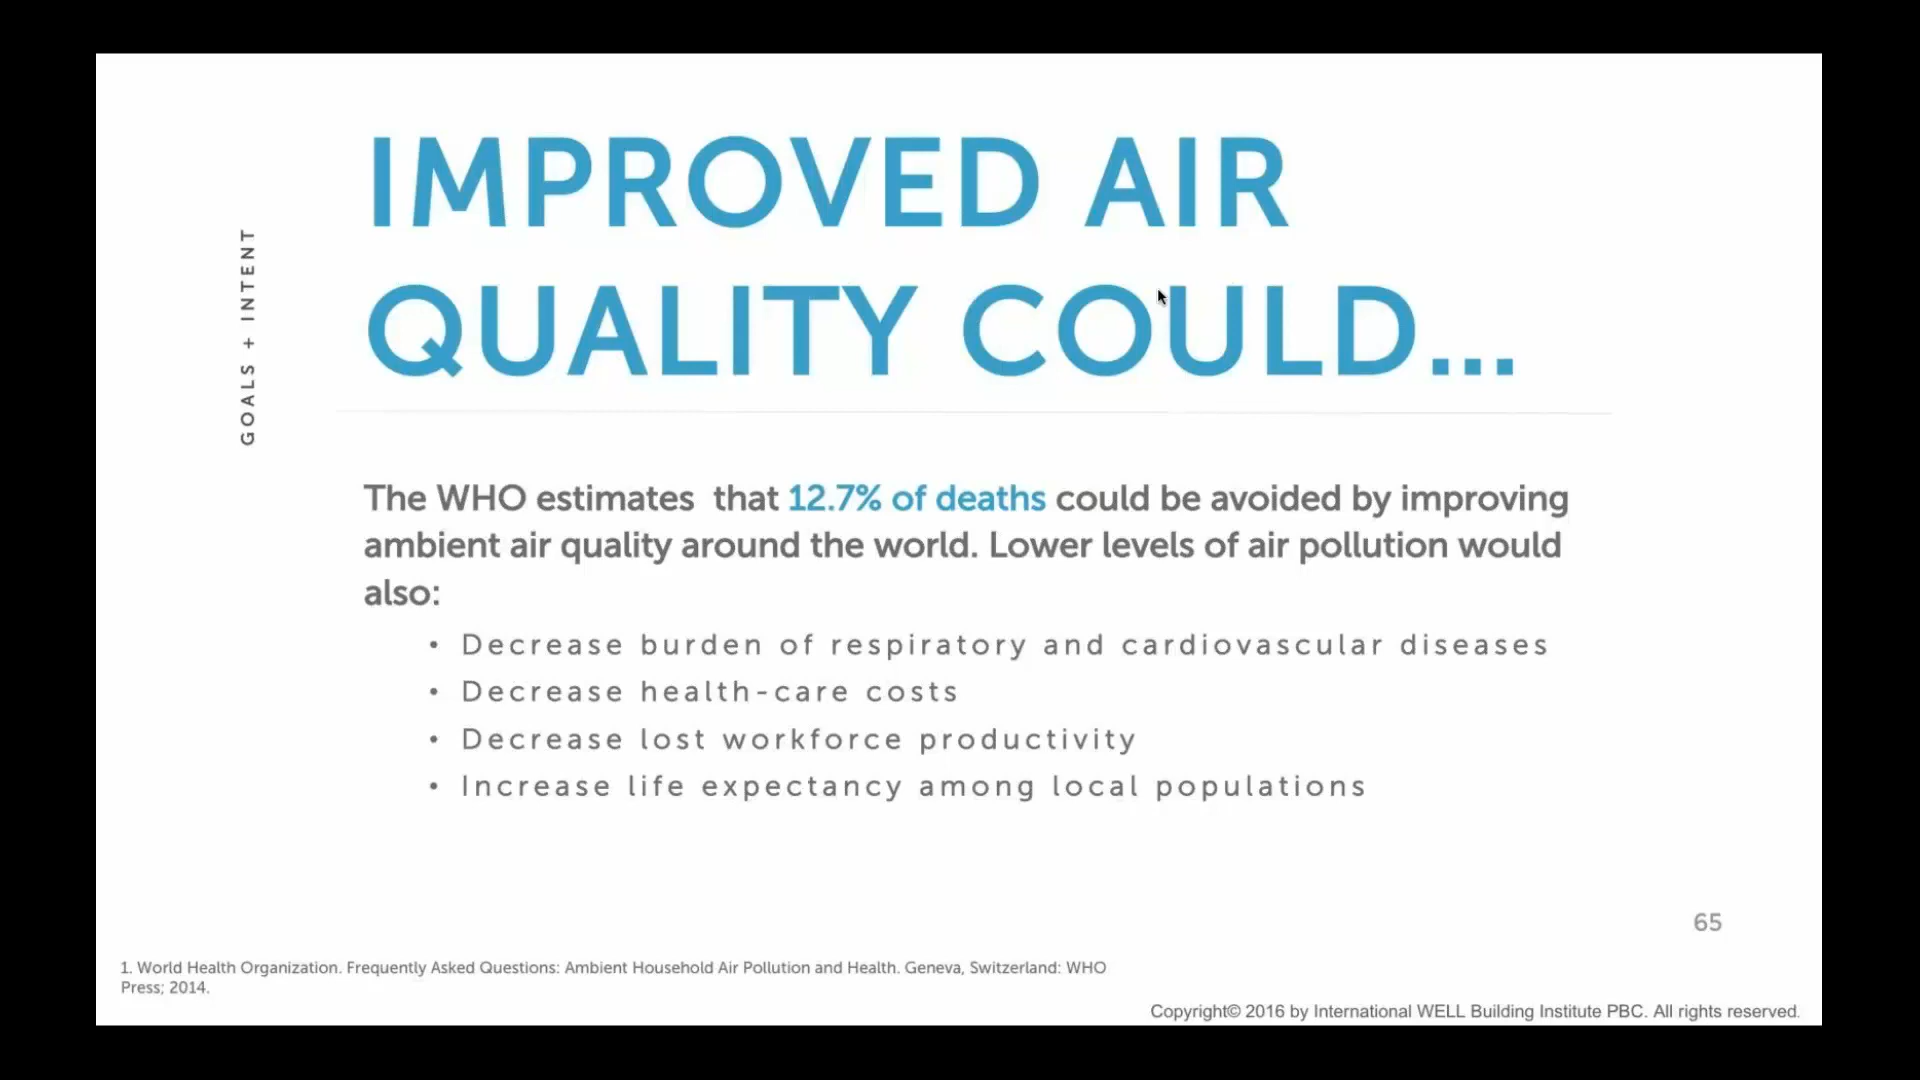 IMPROVED AIR
QUALITY COULD...
GOALS + INTENT
The WHO estimates  that 12.7% of deaths could be avoided by improving
ambient air quality around the world. Lower levels of air pollution would
also:
• Decrease burden of respiratory and cardiovascular diseases
• Decrease health-care costs
• Decrease lost workforce productivity
• Increase life expectancy among local populations
65
1. World Health Organization. Frequently Asked Questions: Ambient Household Air Pollution and Health. Geneva, Switzerland: WHO
Press; 2014.
Copyright© 2016 by International WELL Building Institute PBC. All rights reserved.